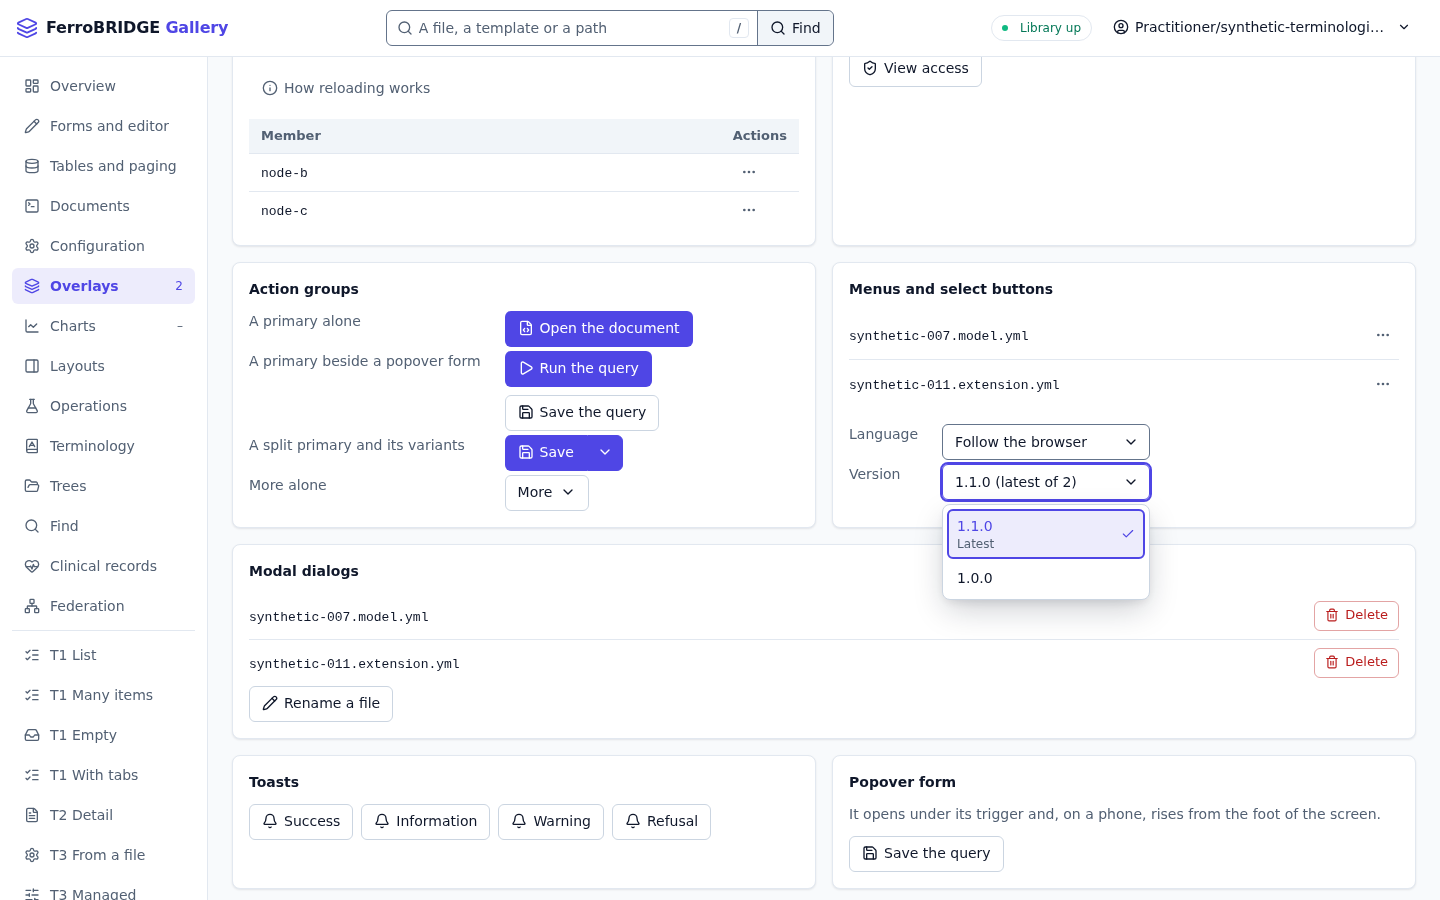 FerroBRIDGE Gallery
A file, a template or a path
/
Find
Library up
Practitioner/synthetic-terminologi…
Overview
Forms and editor
Tables and paging
Documents
Configuration
Overlays 2
Charts –
Layouts
Operations
Terminology
Trees
Find
Clinical records
Federation
T1 List
T1 Many items
T1 Empty
T1 With tabs
T2 Detail
T3 From a file
T3 Managed
How reloading works
Member Actions
node-b
node-c
View access
Action groups
A primary alone
Open the document
A primary beside a popover form
Run the query
Save the query
A split primary and its variants
Save
More alone
More
Menus and select buttons
synthetic-007.model.yml
synthetic-011.extension.yml
Language
Follow the browser
Version
1.1.0 (latest of 2)
1.1.0
Latest
1.0.0
Modal dialogs
synthetic-007.model.yml
Delete
synthetic-011.extension.yml
Delete
Rename a file
Toasts
Success
Information
Warning
Refusal
Popover form
It opens under its trigger and, on a phone, rises from the foot of the screen.
Save the query